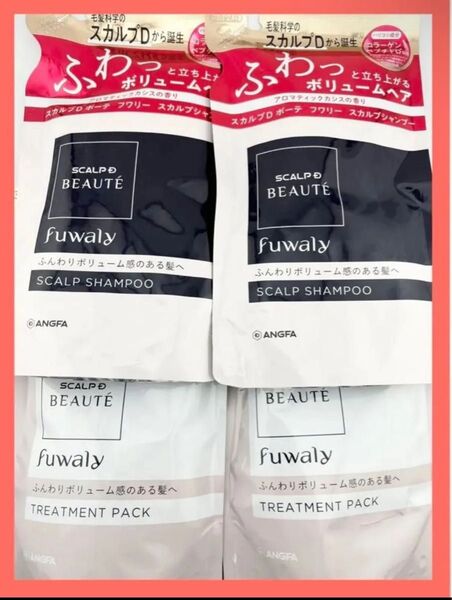 毛髪科学の
スカルプDから誕生
ふわっ
と立ち上がる
ボリュームヘア
アロマティックカシスの香り
スカルプD ボーテ フワリー スカルプシャンプー
SCALP D
BEAUTÉ
fuwaly
ふんわりボリューム感のある髪へ
SCALP SHAMPOO
ANGFA
毛髪科学の
スカルプDから誕生
コラーゲン
ふわっ
と立ち上がる
ボリュームヘア
アロマティックカシスの香り
スカルプD ボーテ フワリー スカルプシャンプー
SCALP D
BEAUTÉ
fuwaly
ふんわりボリューム感のある髪へ
SCALP SHAMPOO
ANGFA
SCALP D
BEAUTÉ
fuwaly
ふんわりボリューム感のある髪へ
TREATMENT PACK
ANGFA
SCALP D
BEAUTÉ
fuwaly
ふんわりボリューム感のある髪へ
TREATMENT PACK
ANGFA